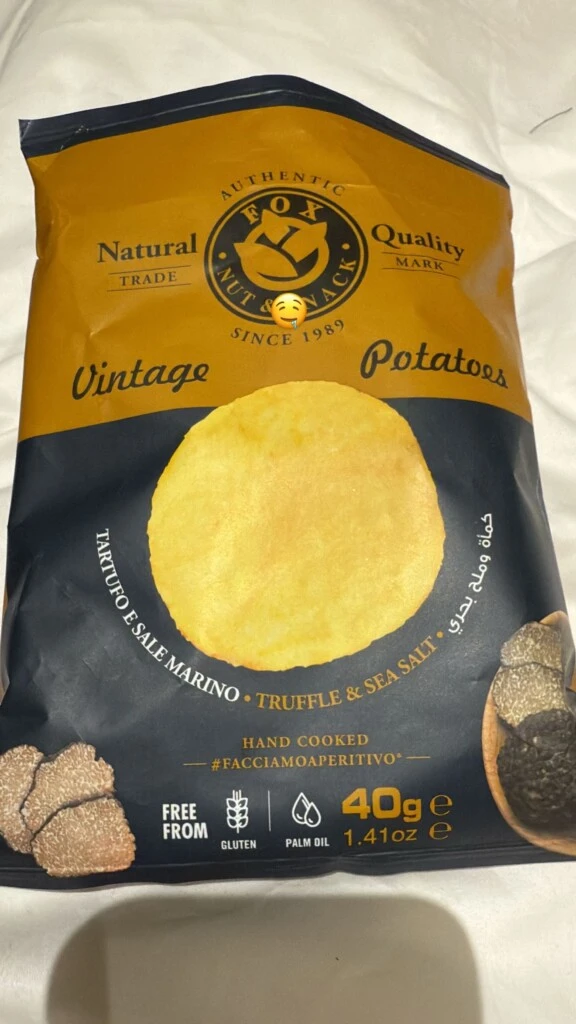 AUTHENTIC
FOX
NUT & SNACK
SINCE 1989
Natural
TRADE
Quality
MARK
Vintage
Potatoes
TARTUFO E SALE MARINO • TRUFFLE & SEA SALT • كمأة وملح بحري
HAND COOKED
#FACCIAMOAPERITIVO®
FREE
FROM
GLUTEN
PALM OIL
40g e
1.41oz e